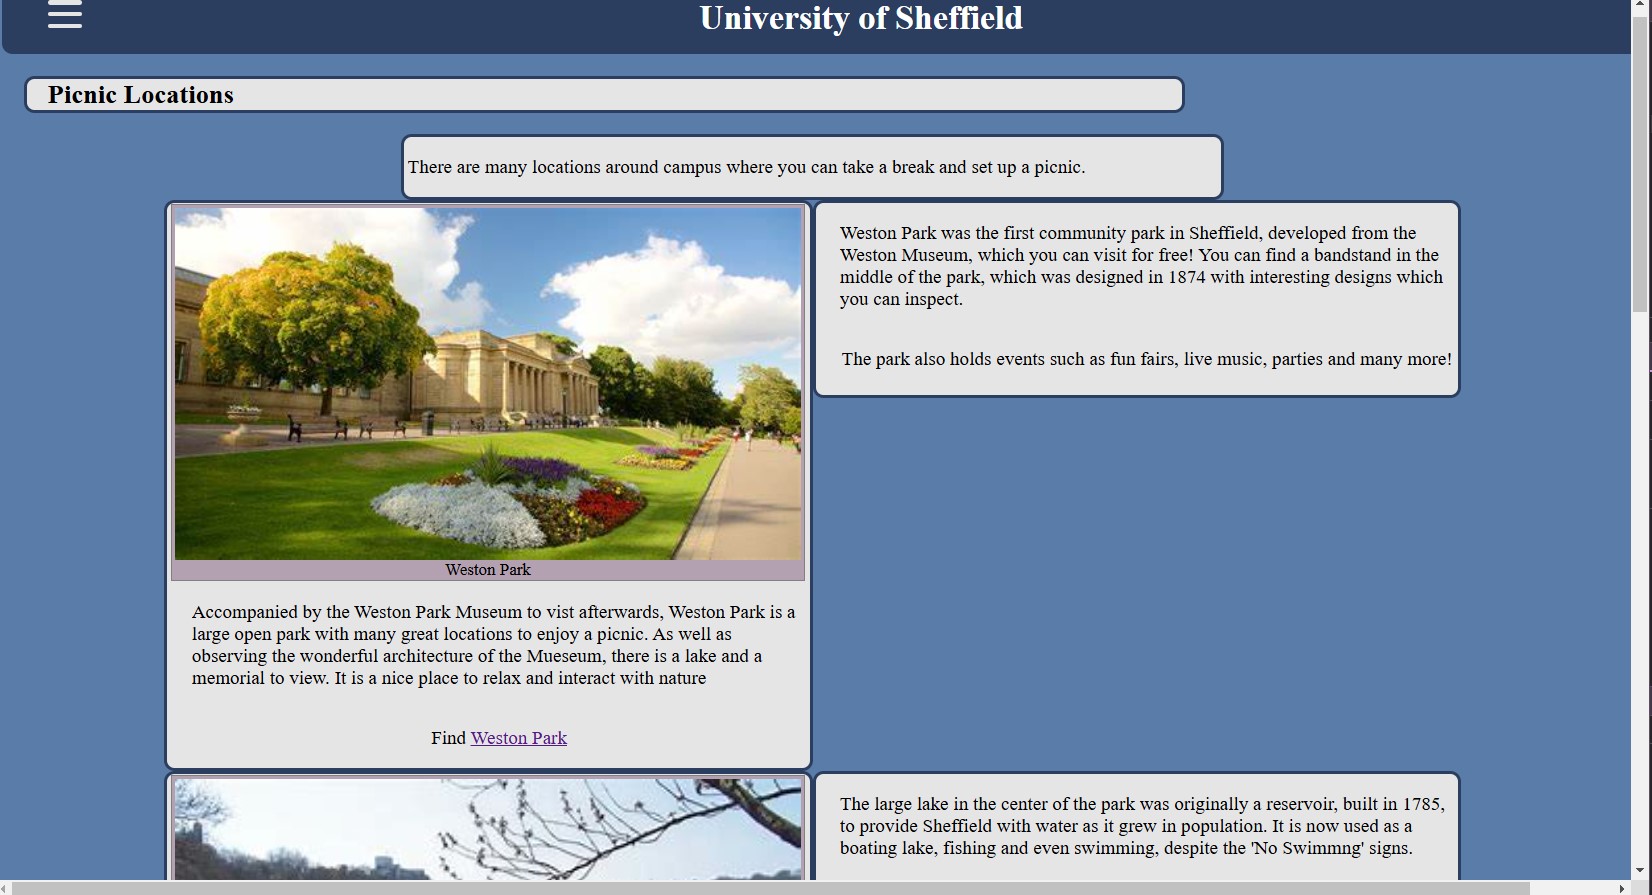 University of Sheffield
Picnic Locations
There are many locations around campus where you can take a break and set up a picnic.
Weston Park
Accompanied by the Weston Park Museum to vist afterwards, Weston Park is a
large open park with many great locations to enjoy a picnic. As well as
observing the wonderful architecture of the Mueseum, there is a lake and a
memorial to view. It is a nice place to relax and interact with nature
Find Weston Park
Weston Park was the first community park in Sheffield, developed from the
Weston Museum, which you can visit for free! You can find a bandstand in the
middle of the park, which was designed in 1874 with interesting designs which
you can inspect.
The park also holds events such as fun fairs, live music, parties and many more!
The large lake in the center of the park was originally a reservoir, built in 1785,
to provide Sheffield with water as it grew in population. It is now used as a
boating lake, fishing and even swimming, despite the 'No Swimmng' signs.